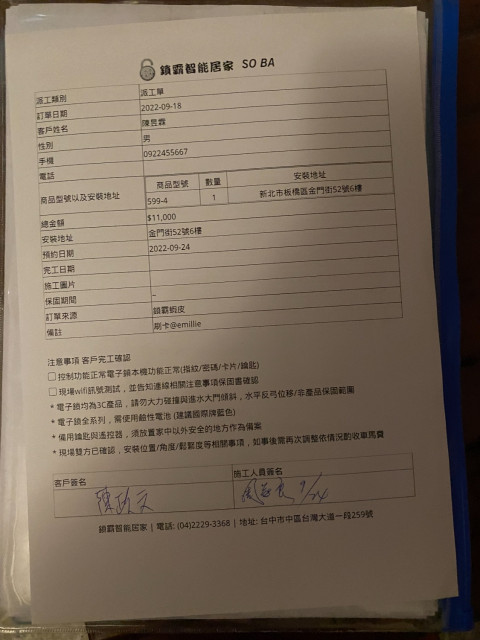 鎖霸智能居家 SO BA
派工類別 派工單
訂單日期 2022-09-18
客戶姓名 陳昱霖
性別 男
手機 0922455667
電話
商品型號以及安裝地址 商品型號 數量 安裝地址
599-4 1 新北市板橋區金門街52號6樓
總金額 $11,000
安裝地址 金門街52號6樓
預約日期 2022-09-24
完工日期
施工圖片
保固期間 –
訂單來源 鎖霸蝦皮
備註 刷卡@emillie
注意事項 客戶完工確認
控制功能正常電子鎖本機功能正常(指紋/密碼/卡片/鑰匙)
現場wifi訊號測試，並告知連線相關注意事項保固書確認
* 電子鎖均為3C產品，請勿大力碰撞與進水大門傾斜，水平反弓位移/非產品保固範圍
* 電子鎖全系列，需使用鹼性電池 (建議國際牌藍色)
* 備用鑰匙與遙控器，須放置家中以外安全的地方作為備案
* 現場雙方已確認，安裝位置/角度/鬆緊度等相關事項，如事後需再次調整依情況酌收車馬費
客戶簽名 施工人員簽名
9/24
鎖霸智能居家 | 電話: (04)2229-3368 | 地址: 台中市中區台灣大道一段259號